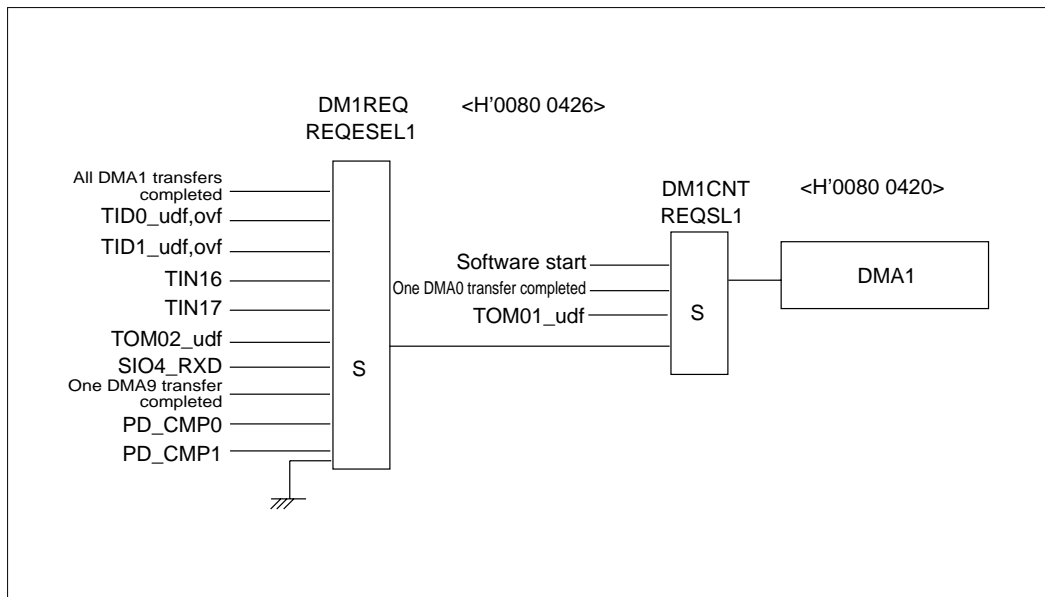 DM1REQ <H'0080 0426>
REQESEL1
All DMA1 transfers
completed
TID0_udf,ovf
TID1_udf,ovf
TIN16
TIN17
TOM02_udf
SIO4_RXD
One DMA9 transfer
completed
PD_CMP0
PD_CMP1
S
DM1CNT <H'0080 0420>
REQSL1
Software start
One DMA0 transfer completed
TOM01_udf
S
DMA1